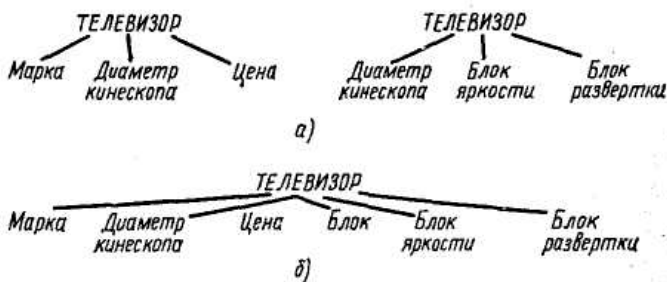 ТЕЛЕВИЗОР ТЕЛЕВИЗОР
Марка Диаметр кинескопа Цена Диаметр кинескопа Блок яркости Блок развертки
а)
ТЕЛЕВИЗОР
Марка Диаметр кинескопа Цена Блок Блок яркости Блок развертки
б)